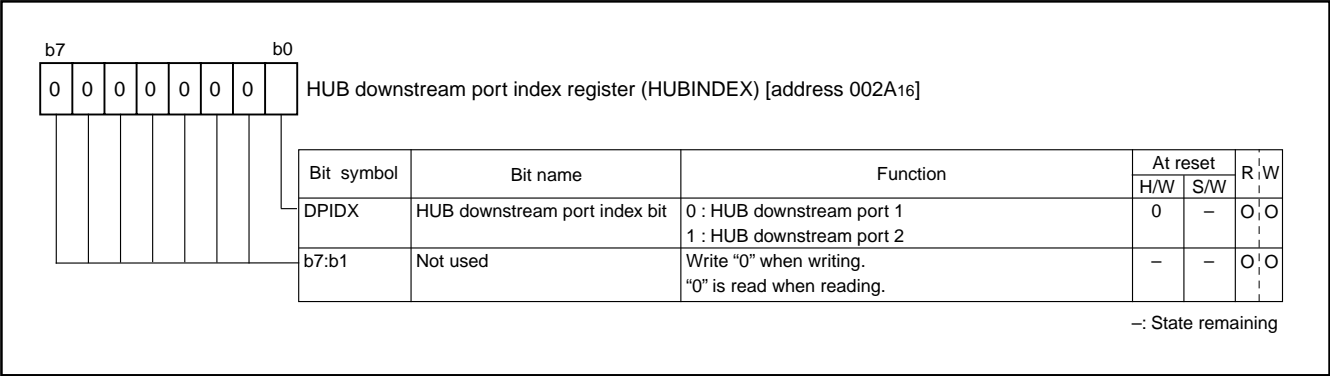 b7 b0
0 0 0 0 0 0 0
HUB downstream port index register (HUBINDEX) [address 002A16]
Bit symbol Bit name Function At reset R W
H/W S/W
DPIDX HUB downstream port index bit 0 : HUB downstream port 1 0 – O O
1 : HUB downstream port 2
b7:b1 Not used Write “0” when writing. – – O O
“0” is read when reading.
–: State remaining